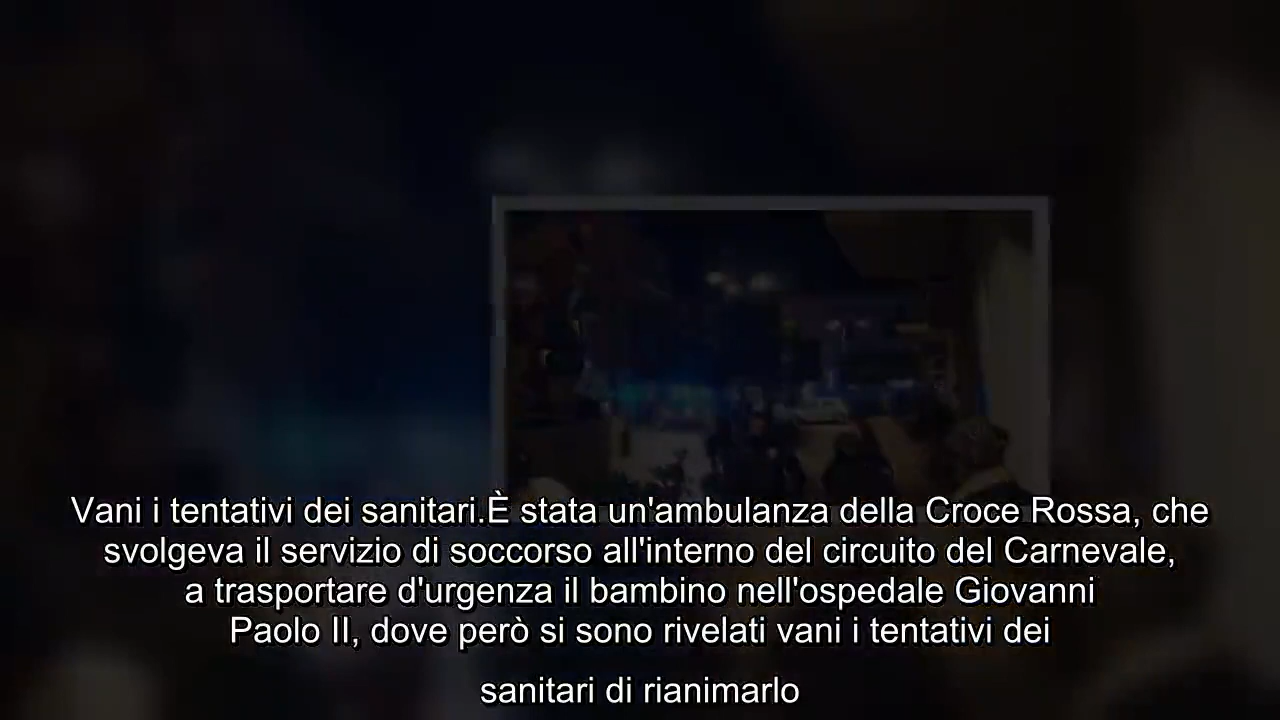 Vani i tentativi dei sanitari.È stata un'ambulanza della Croce Rossa, che
svolgeva il servizio di soccorso all'interno del circuito del Carnevale,
a trasportare d'urgenza il bambino nell'ospedale Giovanni
Paolo II, dove però si sono rivelati vani i tentativi dei
sanitari di rianimarlo